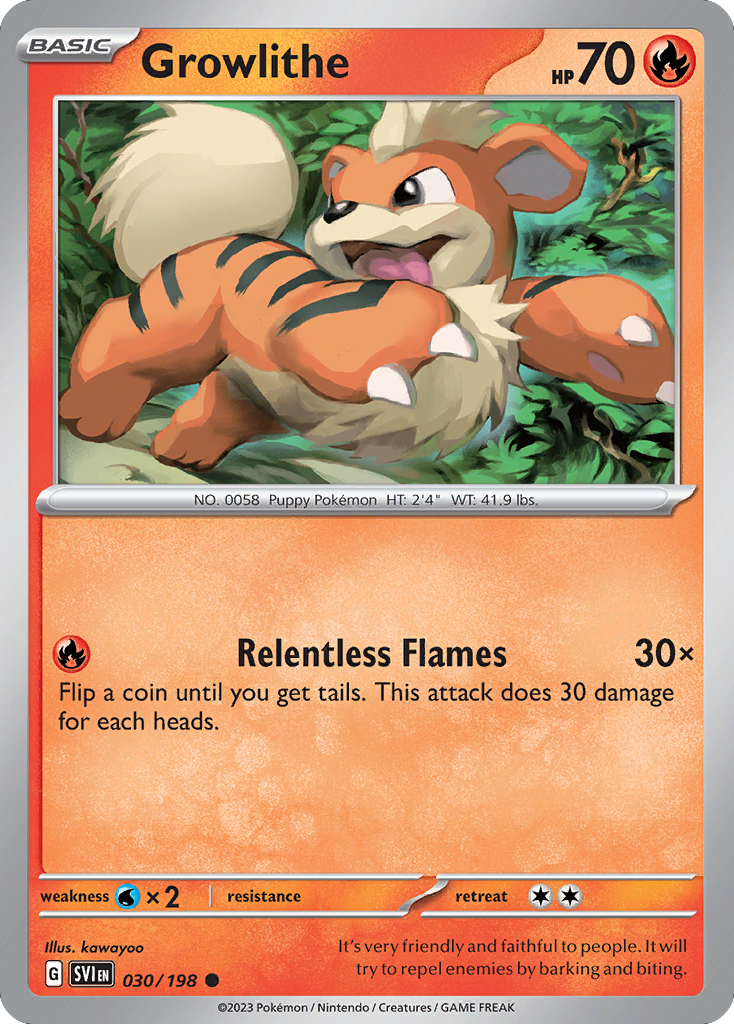 BASIC
Growlithe
HP 70
NO. 0058 Puppy Pokémon HT: 2'4" WT: 41.9 lbs.
Relentless Flames 30×
Flip a coin until you get tails. This attack does 30 damage
for each heads.
weakness ×2 resistance retreat
Illus. kawayoo
It's very friendly and faithful to people. It will
try to repel enemies by barking and biting.
G SVI EN 030/198
©2023 Pokémon / Nintendo / Creatures / GAME FREAK